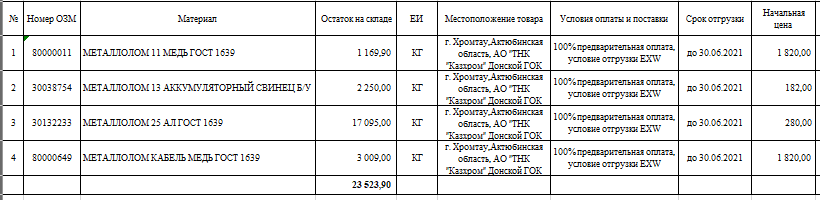 № Номер ОЗМ Материал Остаток на складе ЕИ Местоположение товара Условия оплаты и поставки Срок отгрузки Начальная цена
1 80000011 МЕТАЛЛОЛОМ 11 МЕДЬ ГОСТ 1639 1 169,90 КГ г. Хромтау,Актюбинская область, АО "ТНК "Казхром" Донской ГОК 100%предварительная оплата, условие отгрузки EXW до 30.06.2021 1 820,00
2 30038754 МЕТАЛЛОЛОМ 13 АККУМУЛЯТОРНЫЙ СВИНЕЦ Б/У 2 250,00 КГ г. Хромтау,Актюбинская область, АО "ТНК "Казхром" Донской ГОК 100%предварительная оплата, условие отгрузки EXW до 30.06.2021 182,00
3 30132233 МЕТАЛЛОЛОМ 25 АЛ ГОСТ 1639 17 095,00 КГ г. Хромтау,Актюбинская область, АО "ТНК "Казхром" Донской ГОК 100%предварительная оплата, условие отгрузки EXW до 30.06.2021 280,00
4 80000649 МЕТАЛЛОЛОМ КАБЕЛЬ МЕДЬ ГОСТ 1639 3 009,00 КГ г. Хромтау,Актюбинская область, АО "ТНК "Казхром" Донской ГОК 100%предварительная оплата, условие отгрузки EXW до 30.06.2021 1 820,00
23 523,90